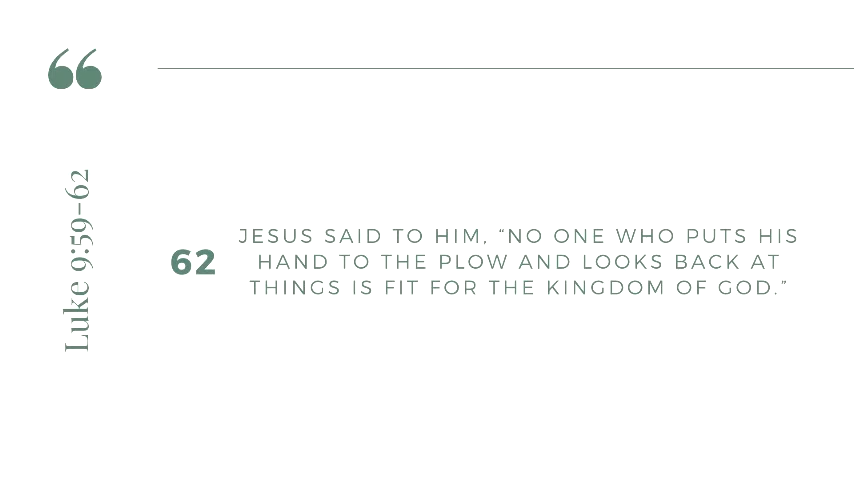 “
Luke 9:59–62
62
JESUS SAID TO HIM, “NO ONE WHO PUTS HIS
HAND TO THE PLOW AND LOOKS BACK AT
THINGS IS FIT FOR THE KINGDOM OF GOD.”